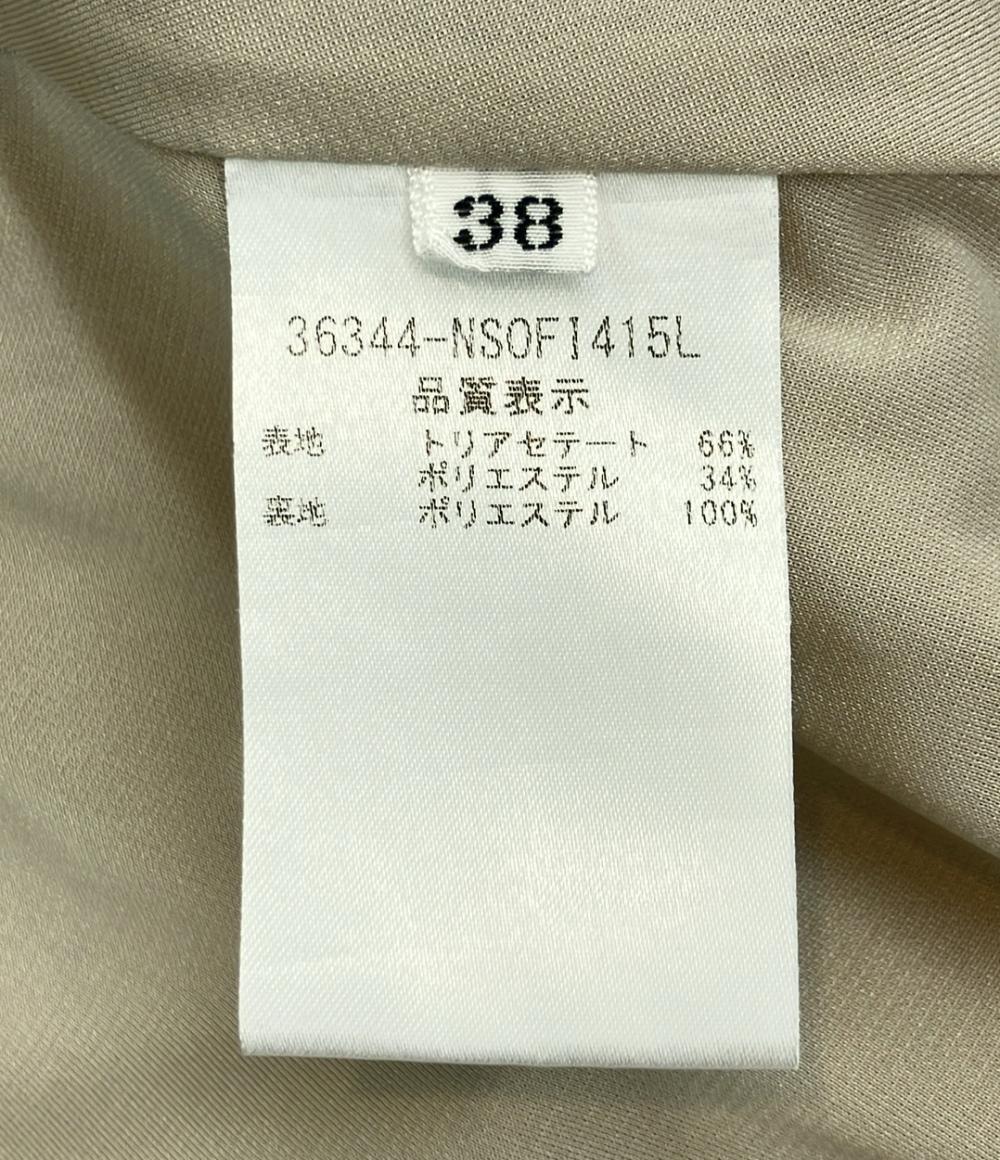 38
36344-NSOFI415L
品質表示
表地 トリアセテート 66%
ポリエステル 34%
裏地 ポリエステル 100%